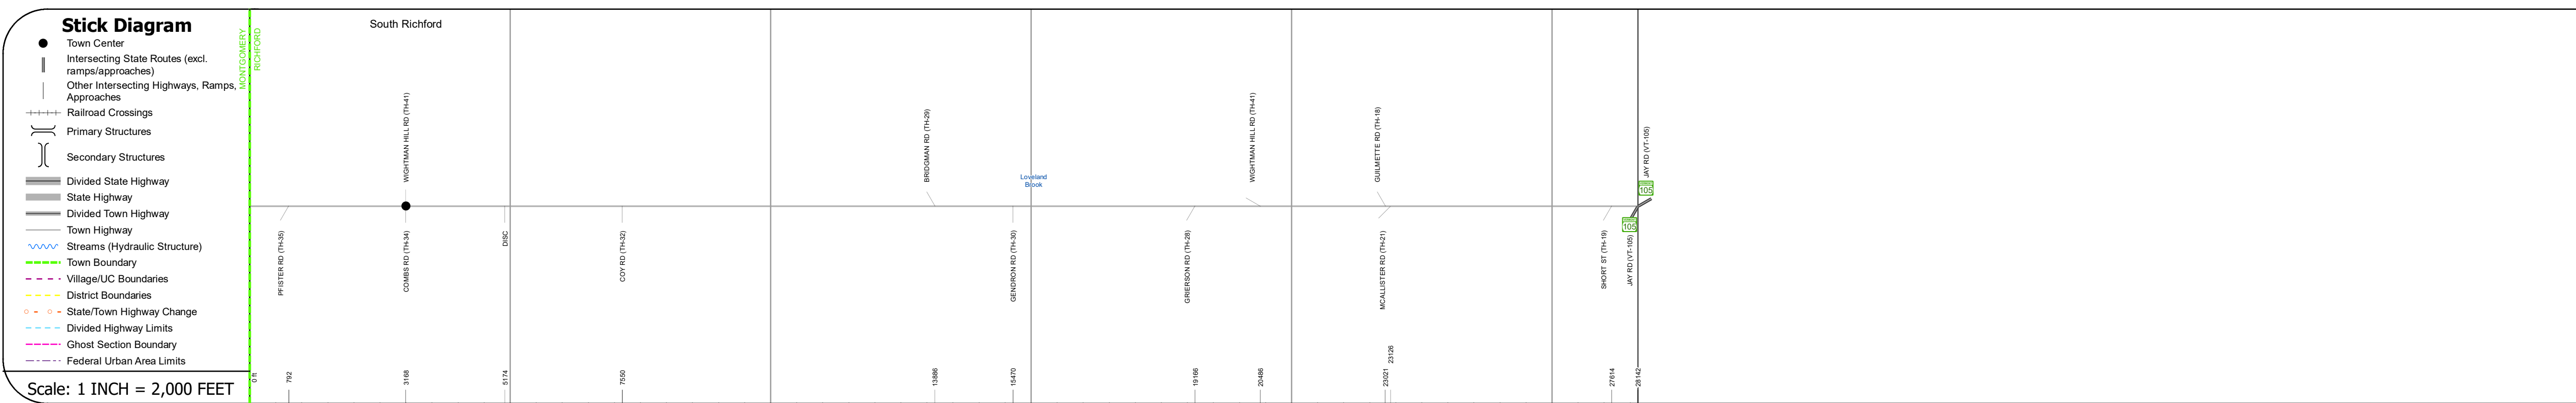 Stick Diagram
Town Center
Intersecting State Routes (excl.
ramps/approaches)
Other Intersecting Highways, Ramps,
Approaches
Railroad Crossings
Primary Structures
Secondary Structures
Divided State Highway
State Highway
Divided Town Highway
Town Highway
Streams (Hydraulic Structure)
Town Boundary
Village/UC Boundaries
District Boundaries
State/Town Highway Change
Divided Highway Limits
Ghost Section Boundary
Federal Urban Area Limits
Scale: 1 INCH = 2,000 FEET
MONTGOMERY
RICHFORD
South Richford
WIGHTMAN HILL RD (TH-41)
BRIDGMAN RD (TH-29)
Loveland
Brook
WIGHTMAN HILL RD (TH-41)
GUILMETTE RD (TH-18)
JAY RD (VT-105)
105
105
PFISTER RD (TH-35)
COMBS RD (TH-34)
DISC
COY RD (TH-32)
GENDRON RD (TH-30)
GRIERSON RD (TH-28)
MCALLISTER RD (TH-21)
SHORT ST (TH-19)
JAY RD (VT-105)
0 ft
792
3168
5174
7550
13886
15470
19166
20486
23021
23126
27614
28142